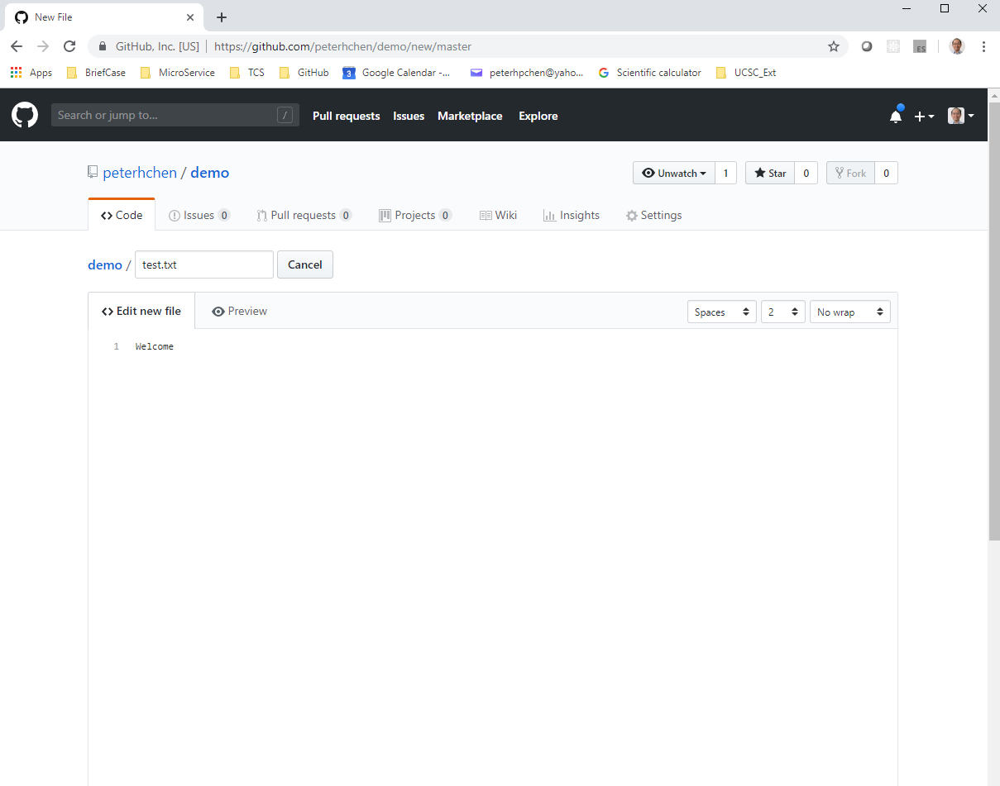 New File
GitHub, Inc. [US] https://github.com/peterhchen/demo/new/master
ES
Apps BriefCase MicroService TCS GitHub 3 Google Calendar -... peterhpchen@yaho... G Scientific calculator UCSC_Ext
Search or jump to... / Pull requests Issues Marketplace Explore
peterhchen / demo Unwatch 1 Star 0 Fork 0
Code Issues 0 Pull requests 0 Projects 0 Wiki Insights Settings
demo / test.txt Cancel
Edit new file Preview Spaces 2 No wrap
1 Welcome